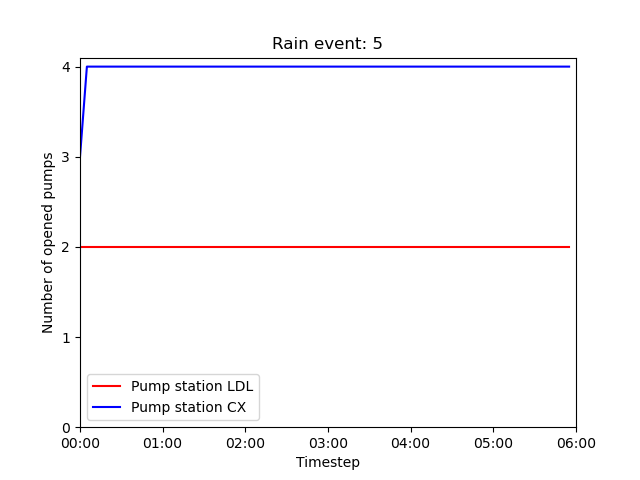 Rain event: 5
4
3
2
1
0
Number of opened pumps
Pump station LDL
Pump station CX
00:00 01:00 02:00 03:00 04:00 05:00 06:00
Timestep